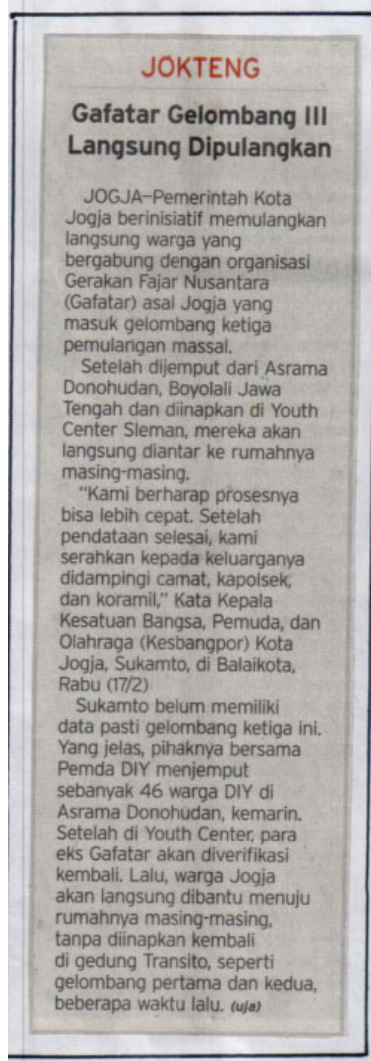 JOKTENG
Gafatar Gelombang III
Langsung Dipulangkan
JOGJA–Pemerintah Kota
Jogja berinisiatif memulangkan
langsung warga yang
bergabung dengan organisasi
Gerakan Fajar Nusantara
(Gafatar) asal Jogja yang
masuk gelombang ketiga
pemulangan massal.
Setelah dijemput dari Asrama
Donohudan, Boyolali Jawa
Tengah dan diinapkan di Youth
Center Sleman, mereka akan
langsung diantar ke rumahnya
masing-masing.
"Kami berharap prosesnya
bisa lebih cepat. Setelah
pendataan selesai, kami
serahkan kepada keluarganya
didampingi camat, kapolsek,
dan koramil," Kata Kepala
Kesatuan Bangsa, Pemuda, dan
Olahraga (Kesbangpor) Kota
Jogja, Sukamto, di Balaikota,
Rabu (17/2)
Sukamto belum memiliki
data pasti gelombang ketiga ini.
Yang jelas, pihaknya bersama
Pemda DIY menjemput
sebanyak 46 warga DIY di
Asrama Donohudan, kemarin.
Setelah di Youth Center, para
eks Gafatar akan diverifikasi
kembali. Lalu, warga Jogja
akan langsung dibantu menuju
rumahnya masing-masing,
tanpa diinapkan kembali
di gedung Transito, seperti
gelombang pertama dan kedua,
beberapa waktu lalu. (uja)